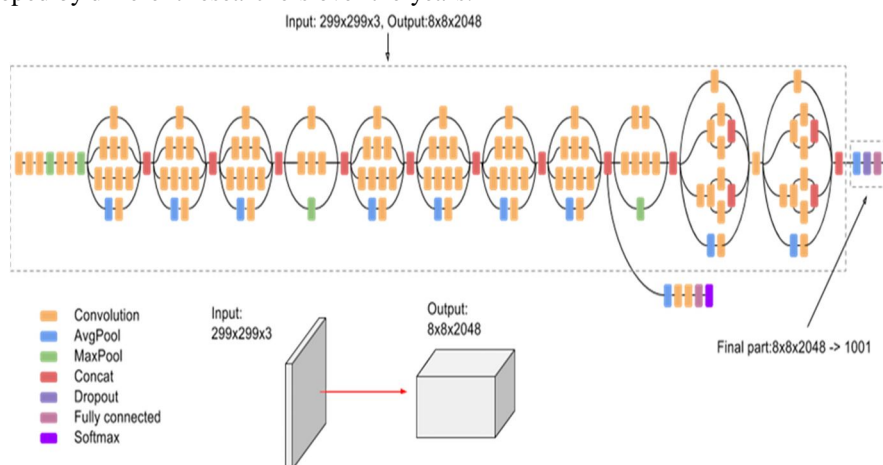 Input: 299x299x3, Output:8x8x2048
Convolution
AvgPool
MaxPool
Concat
Dropout
Fully connected
Softmax
Input:
299x299x3
Output:
8x8x2048
Final part:8x8x2048 -> 1001